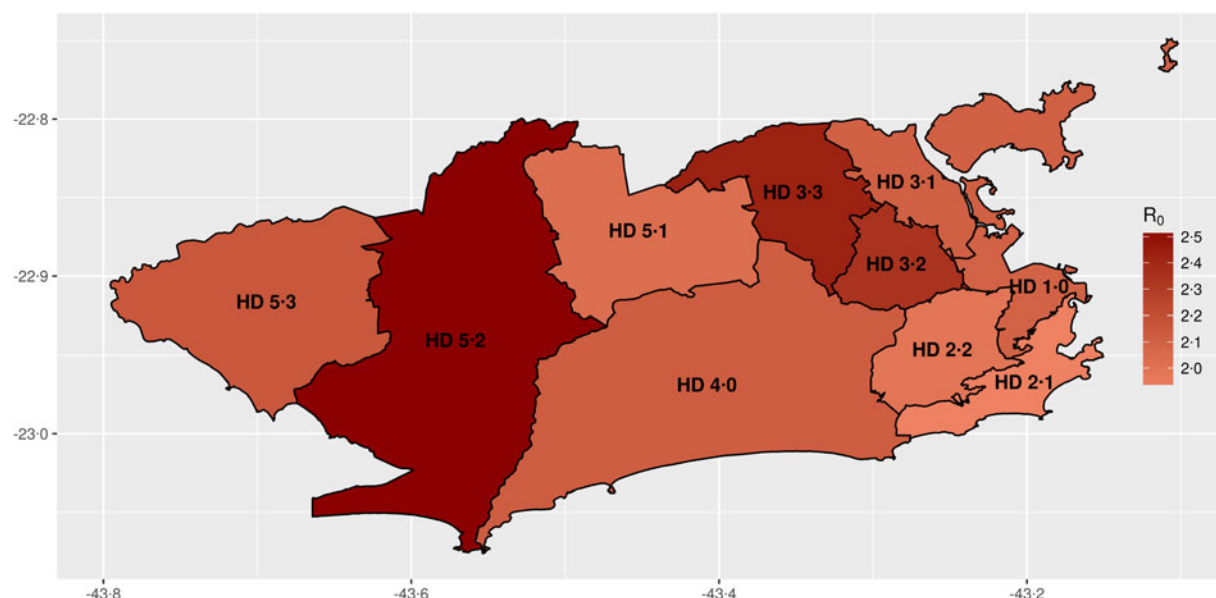 -22·8
-22·9
-23·0
HD 3·3
HD 3·1
HD 5·1
HD 3·2
HD 1·0
HD 5·3
HD 5·2
HD 2·2
HD 4·0
HD 2·1
R₀
2·5
2·4
2·3
2·2
2·1
2·0
-43·8
-43·6
-43·4
-43·2